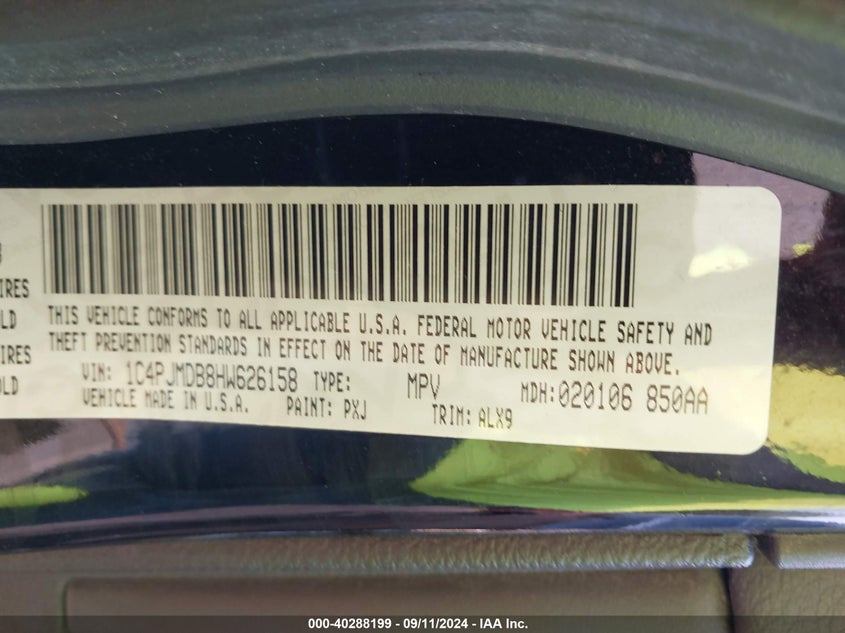 IRES
LD
IRES
OLD
THIS VEHICLE CONFORMS TO ALL APPLICABLE U.S.A. FEDERAL MOTOR VEHICLE SAFETY AND
THEFT PREVENTION STANDARDS IN EFFECT ON THE DATE OF MANUFACTURE SHOWN ABOVE.
VIN: 1C4PJMDB8HW626158 TYPE: MPV MDH:020106 850AA
VEHICLE MADE IN U.S.A. PAINT: PXJ TRIM: ALX9
000-40288199 - 09/11/2024 - IAA Inc.